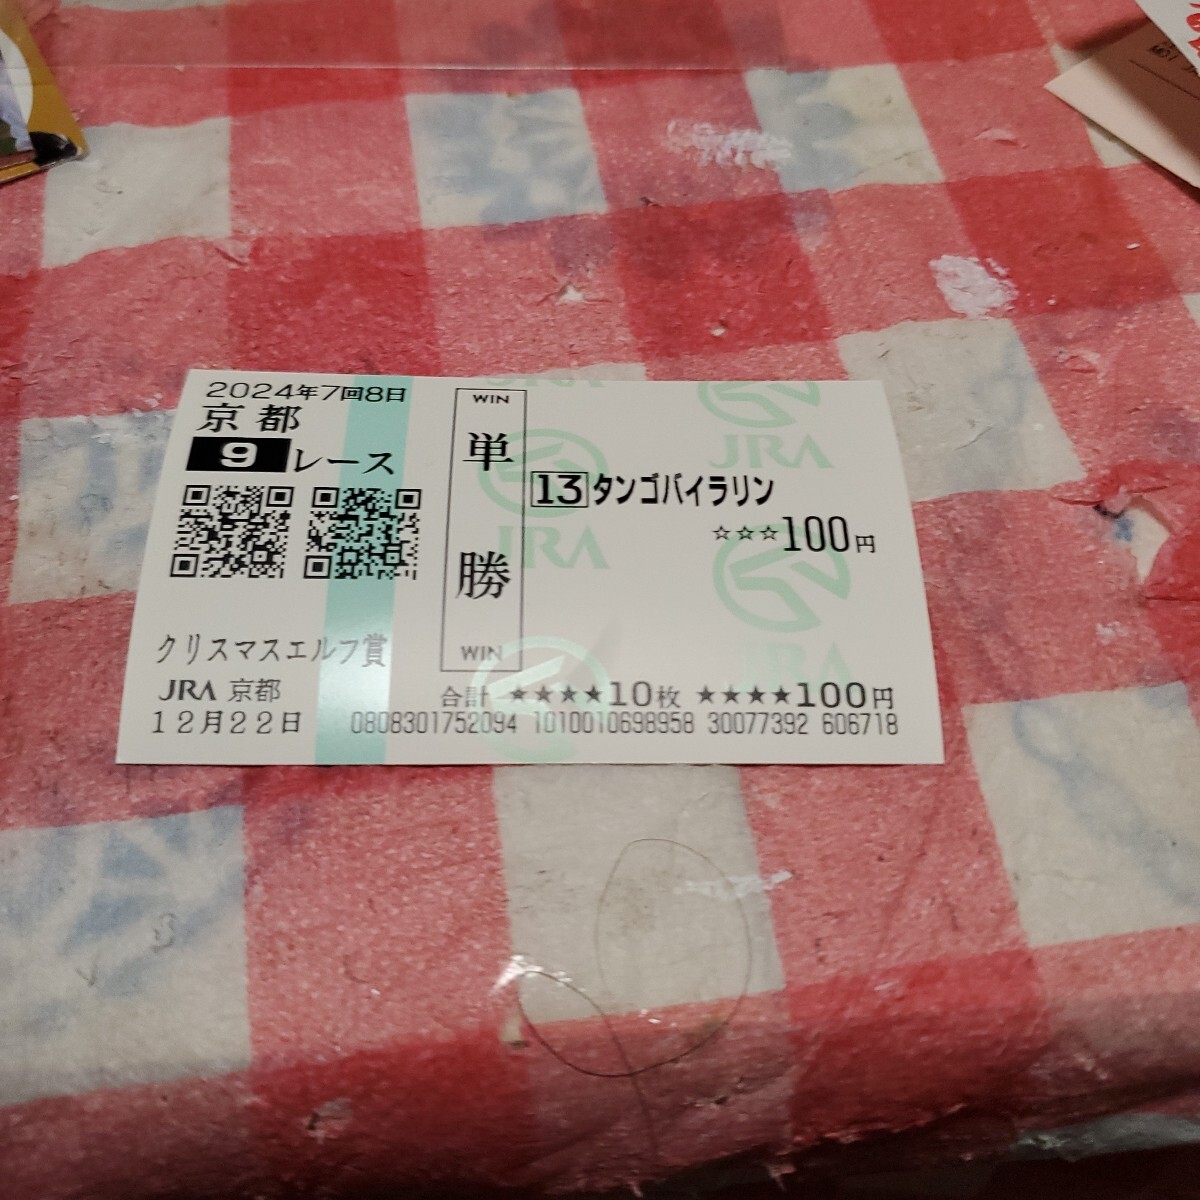 2024年7回8日
京都
9レース
クリスマスエルフ賞
JRA 京都
12月22日
WIN
単
勝
WIN
13タンゴバイラリン
☆☆☆100円
合計 ★★★★10枚 ★★★★100円
0808301752094 1010010698958 30077392 606718
JRA
JRA
JRA